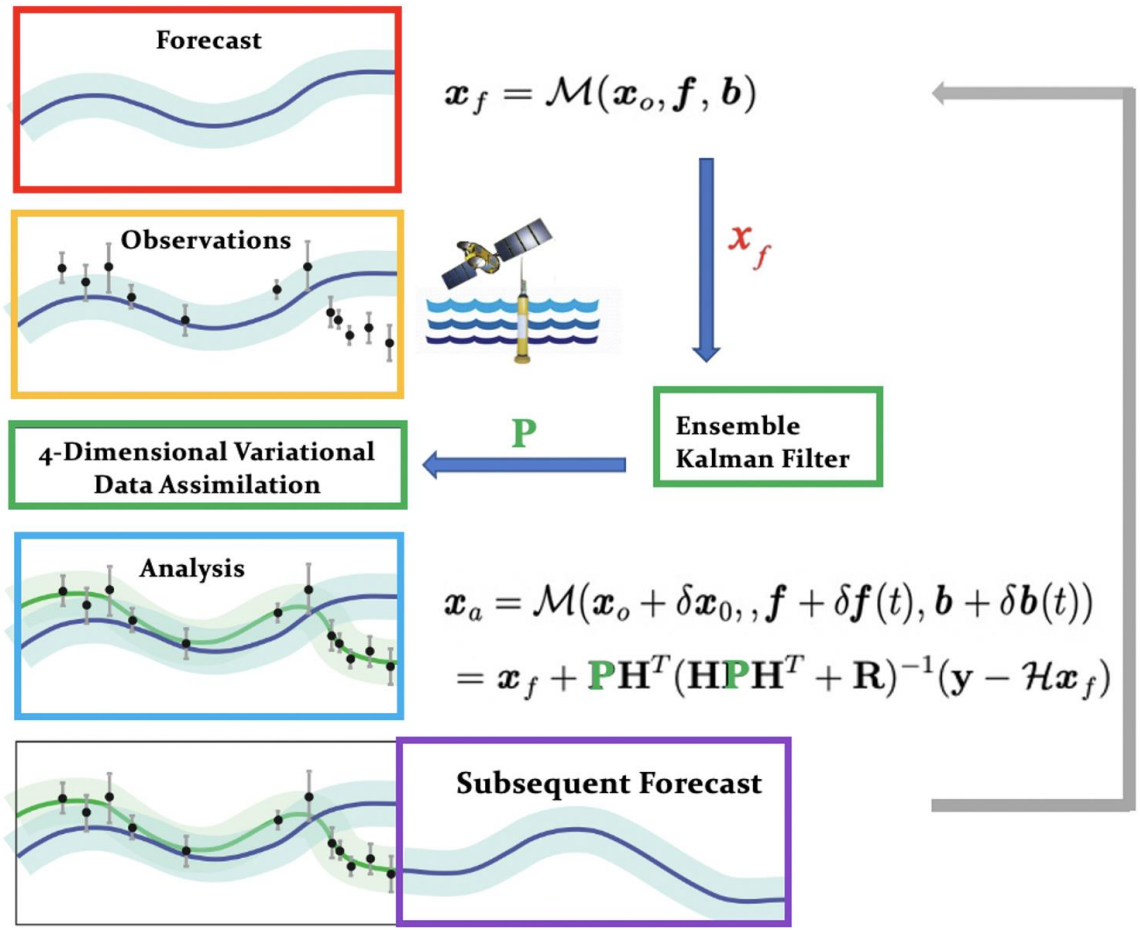 Forecast
𝒙_f = ℳ(𝒙_o, 𝒇, 𝒃)
Observations
𝒙_f
Ensemble
Kalman Filter
P
4-Dimensional Variational
Data Assimilation
Analysis
𝒙_a = ℳ(𝒙_o + δ𝒙_0, , 𝒇 + δ𝒇(t), 𝒃 + δ𝒃(t))
= 𝒙_f + PH^T(HPH^T + R)^−1(y − ℋ𝒙_f)
Subsequent Forecast